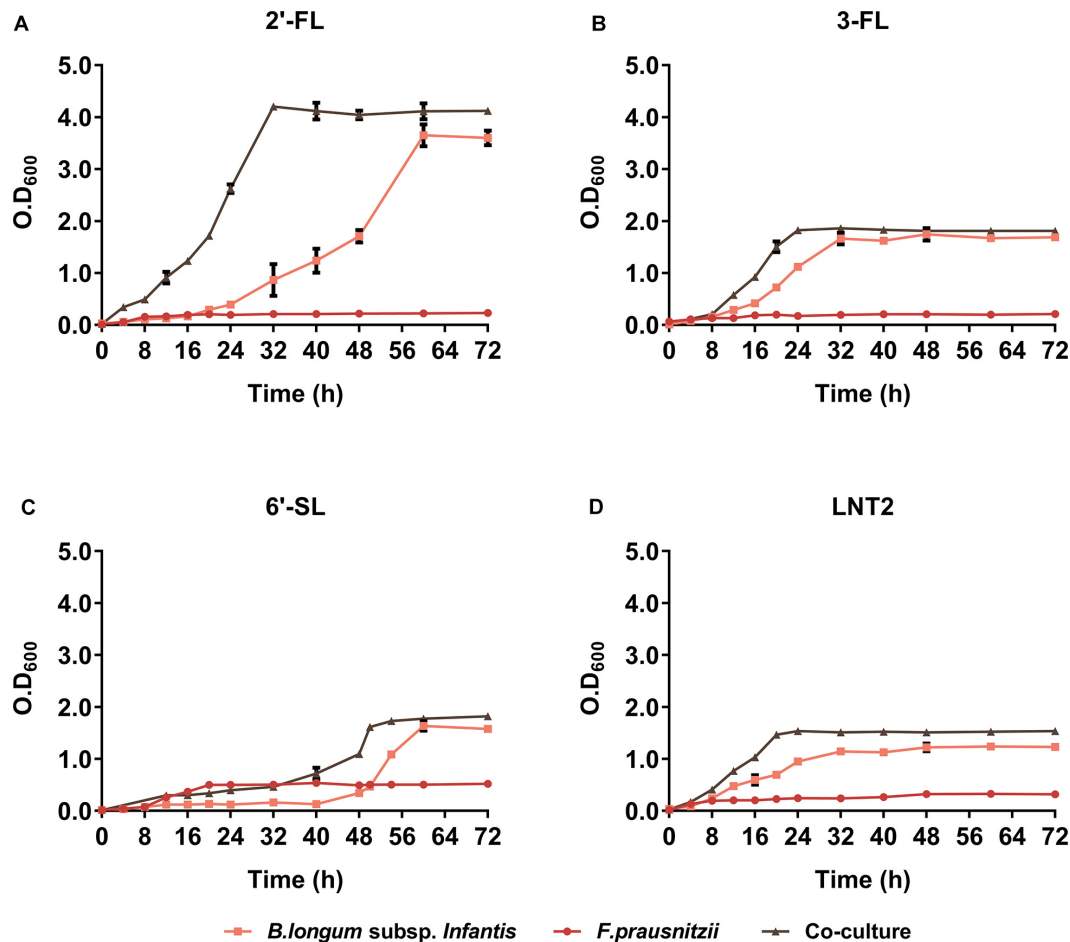 A
2'-FL
5.0
4.0
3.0
2.0
1.0
0.0
O.D600
0 8 16 24 32 40 48 56 64 72
Time (h)
B
3-FL
5.0
4.0
3.0
2.0
1.0
0.0
O.D600
0 8 16 24 32 40 48 56 64 72
Time (h)
C
6'-SL
5.0
4.0
3.0
2.0
1.0
0.0
O.D600
0 8 16 24 32 40 48 56 64 72
Time (h)
D
LNT2
5.0
4.0
3.0
2.0
1.0
0.0
O.D600
0 8 16 24 32 40 48 56 64 72
Time (h)
B.longum subsp. Infantis F.prausnitzii Co-culture